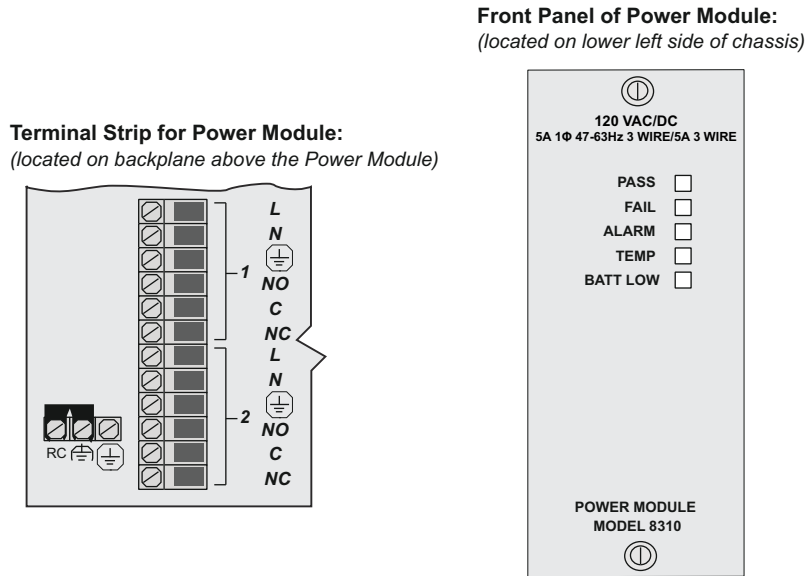 Front Panel of Power Module:
(located on lower left side of chassis)
Terminal Strip for Power Module:
(located on backplane above the Power Module)
L
N
NO
C
NC
1
L
N
NO
C
NC
2
RC
120 VAC/DC
5A 1Φ 47-63Hz 3 WIRE/5A 3 WIRE
PASS
FAIL
ALARM
TEMP
BATT LOW
POWER MODULE
MODEL 8310